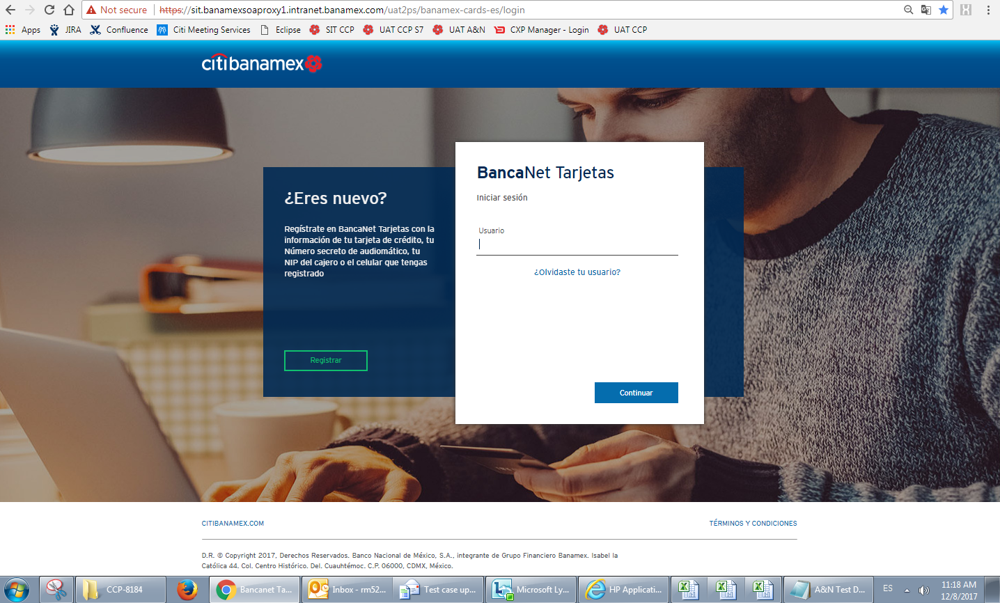 Not secure https://sit.banamexsoaproxy1.intranet.banamex.com/uat2ps/banamex-cards-es/login
Apps JIRA Confluence Citi Meeting Services Eclipse SIT CCP UAT CCP S7 UAT A&N CXP Manager - Login UAT CCP
citibanamex
¿Eres nuevo?
Regístrate en BancaNet Tarjetas con la
información de tu tarjeta de crédito, tu
Número secreto de audiomático, tu
NIP del cajero o el celular que tengas
registrado
Registrar
BancaNet Tarjetas
Iniciar sesión
Usuario
¿Olvidaste tu usuario?
Continuar
CITIBANAMEX.COM TÉRMINOS Y CONDICIONES
D.R. © Copyright 2017, Derechos Reservados. Banco Nacional de México, S.A., integrante de Grupo Financiero Banamex. Isabel la
Católica 44. Col. Centro Histórico. Del. Cuauhtémoc. C.P. 06000, CDMX, México.
CCP-8184 Bancanet Ta... Inbox - rm52... Test case up... Microsoft Ly... HP Applicati... A&N Test D... ES 11:18 AM
12/8/2017